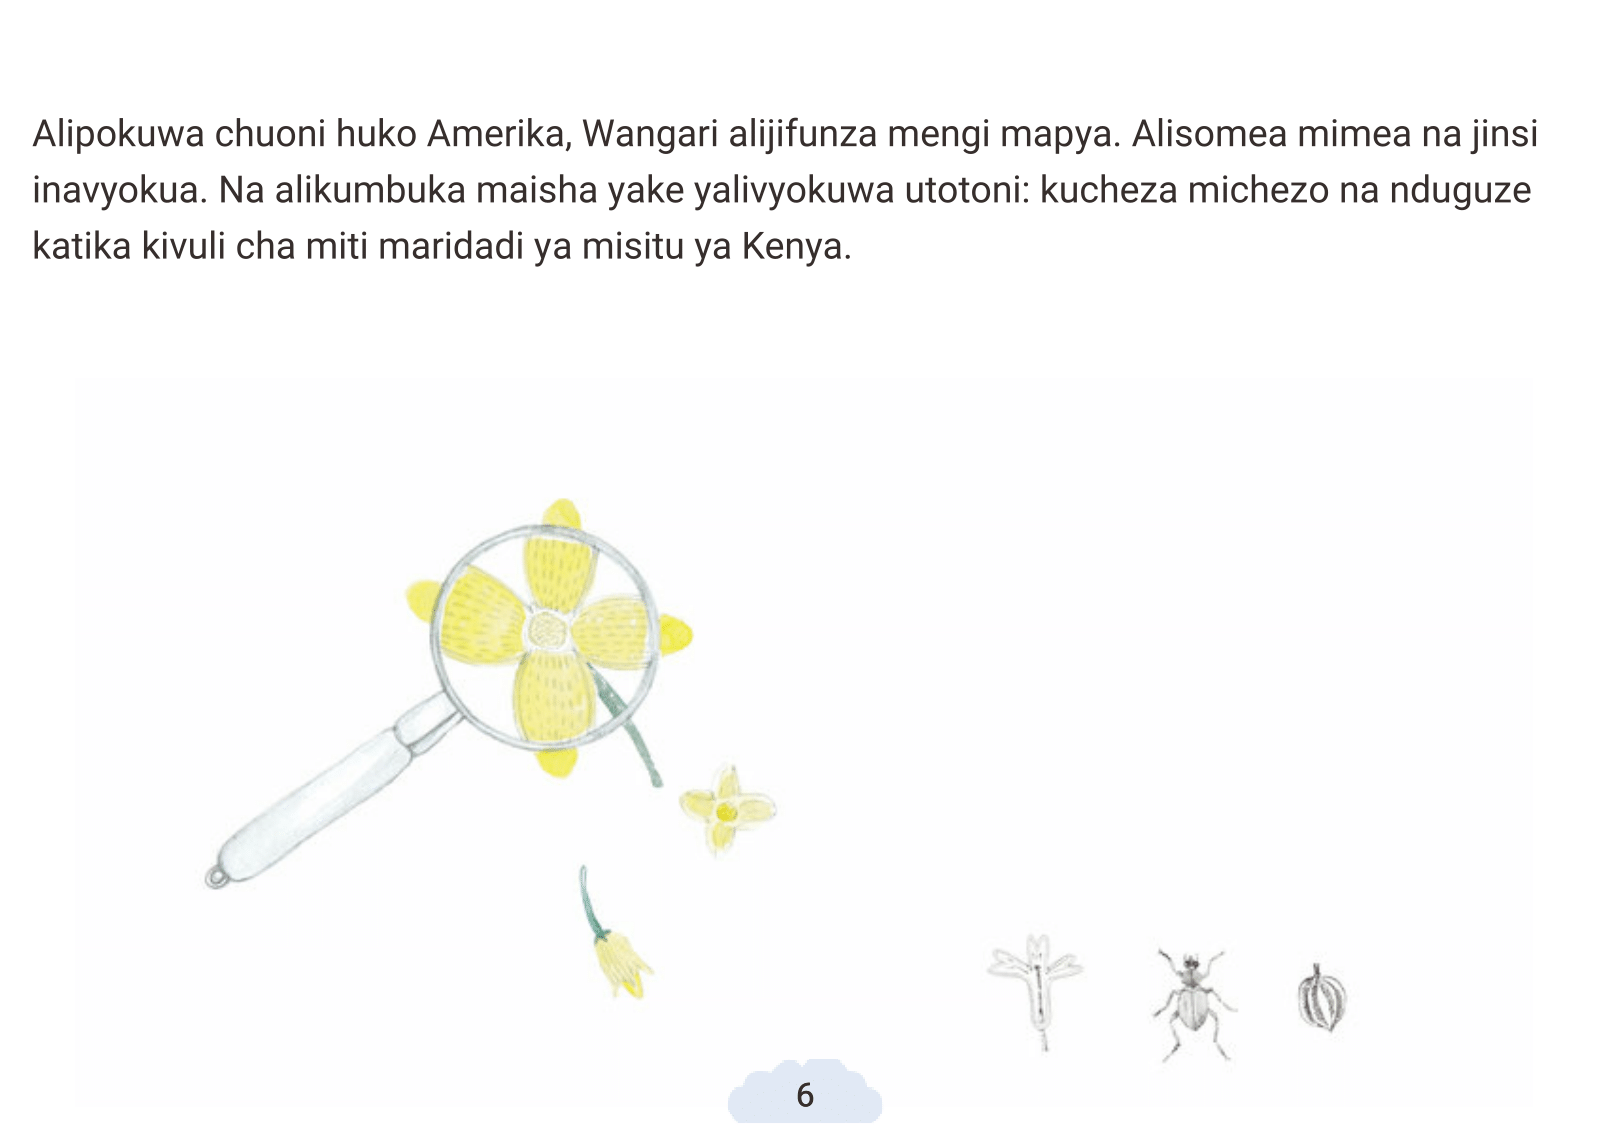 Alipokuwa chuoni huko Amerika, Wangari alijifunza mengi mapya. Alisomea mimea na jinsi
inavyokua. Na alikumbuka maisha yake yalivyokuwa utotoni: kucheza michezo na nduguze
katika kivuli cha miti maridadi ya misitu ya Kenya.
6